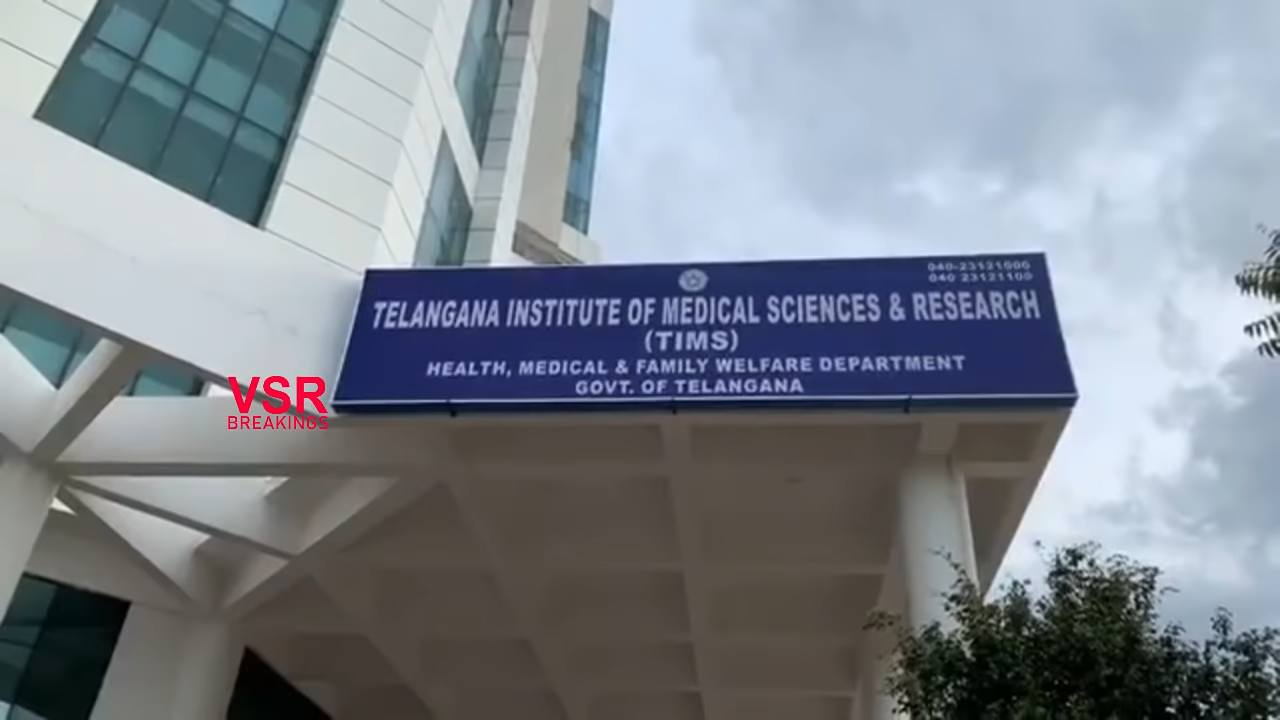 040-23121000
040 23121100
TELANGANA INSTITUTE OF MEDICAL SCIENCES & RESEARCH
(TIMS)
HEALTH, MEDICAL & FAMILY WELFARE DEPARTMENT
GOVT. OF TELANGANA
VSR
BREAKINGS